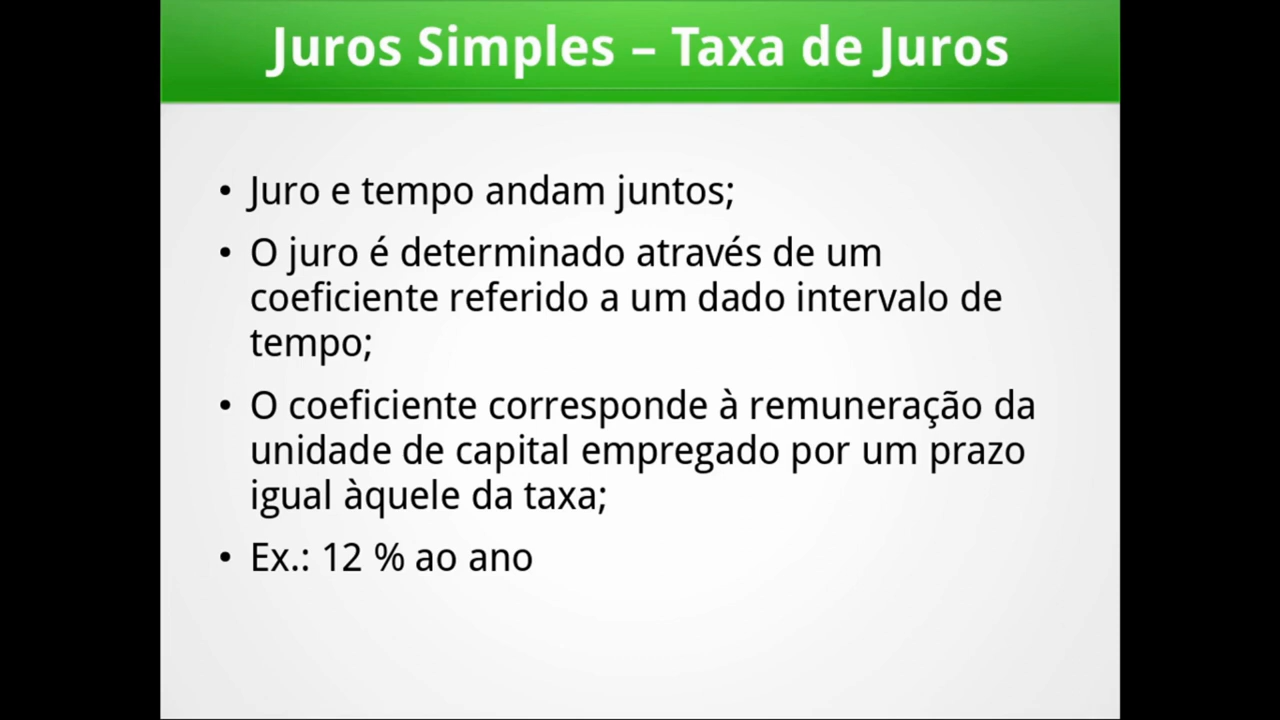 Juros Simples – Taxa de Juros
• Juro e tempo andam juntos;
• O juro é determinado através de um
coeficiente referido a um dado intervalo de
tempo;
• O coeficiente corresponde à remuneração da
unidade de capital empregado por um prazo
igual àquele da taxa;
• Ex.: 12 % ao ano